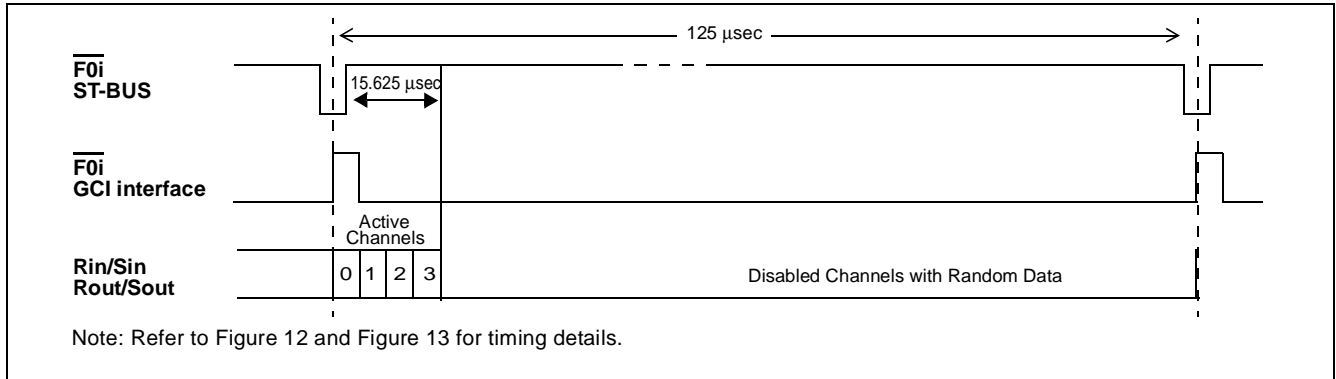 125 µsec
F0i
ST-BUS
15.625 µsec
F0i
GCI interface
Active
Channels
Rin/Sin
Rout/Sout
0 1 2 3
Disabled Channels with Random Data
Note: Refer to Figure 12 and Figure 13 for timing details.